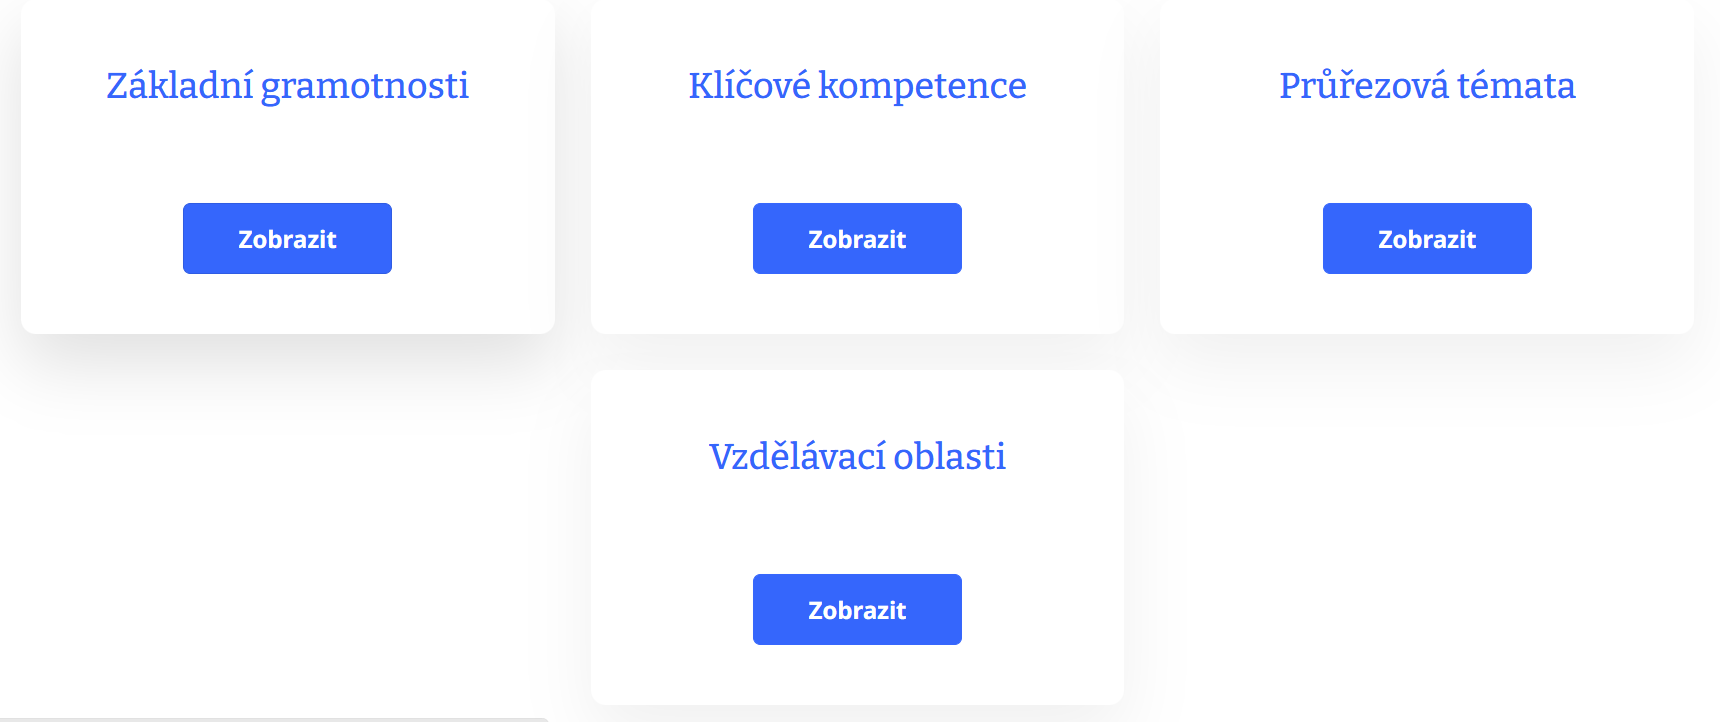 Základní gramotnosti
Zobrazit
Klíčové kompetence
Zobrazit
Průřezová témata
Zobrazit
Vzdělávací oblasti
Zobrazit